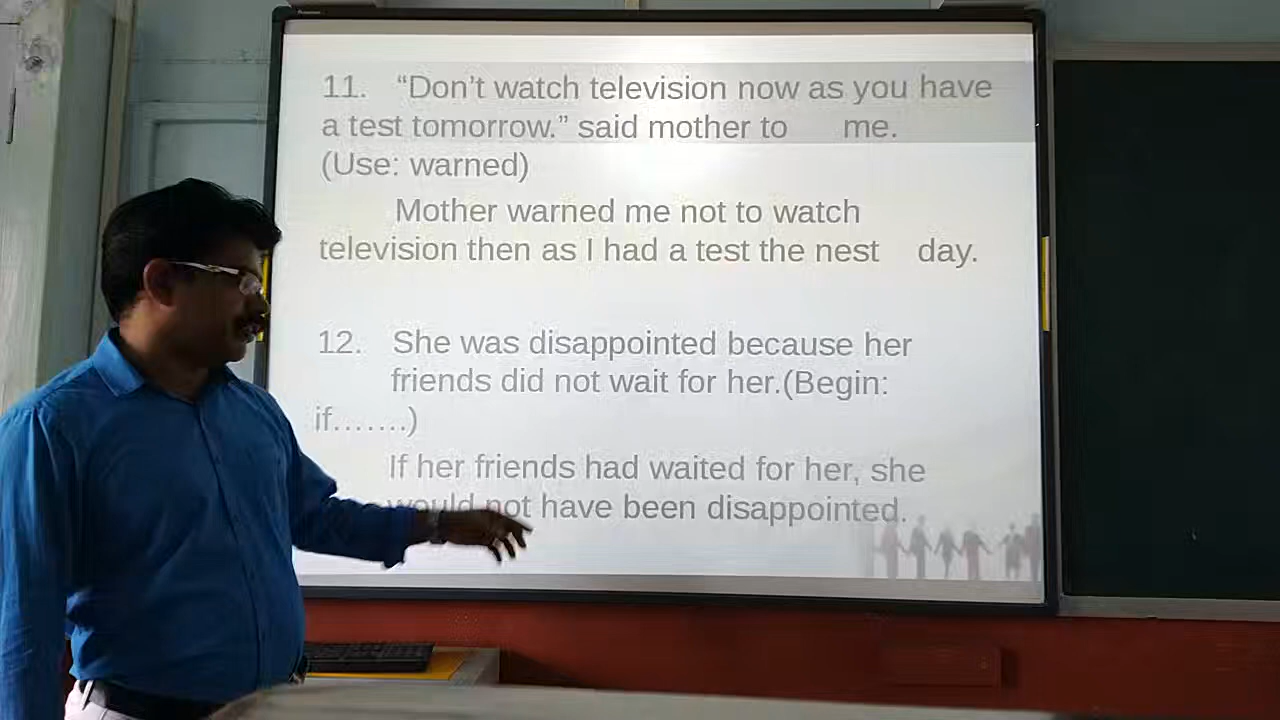 11. “Don’t watch television now as you have
a test tomorrow.” said mother to me.
(Use: warned)
Mother warned me not to watch
television then as I had a test the nest day.
12. She was disappointed because her
friends did not wait for her.(Begin:
if…….)
If her friends had waited for her, she
would not have been disappointed.